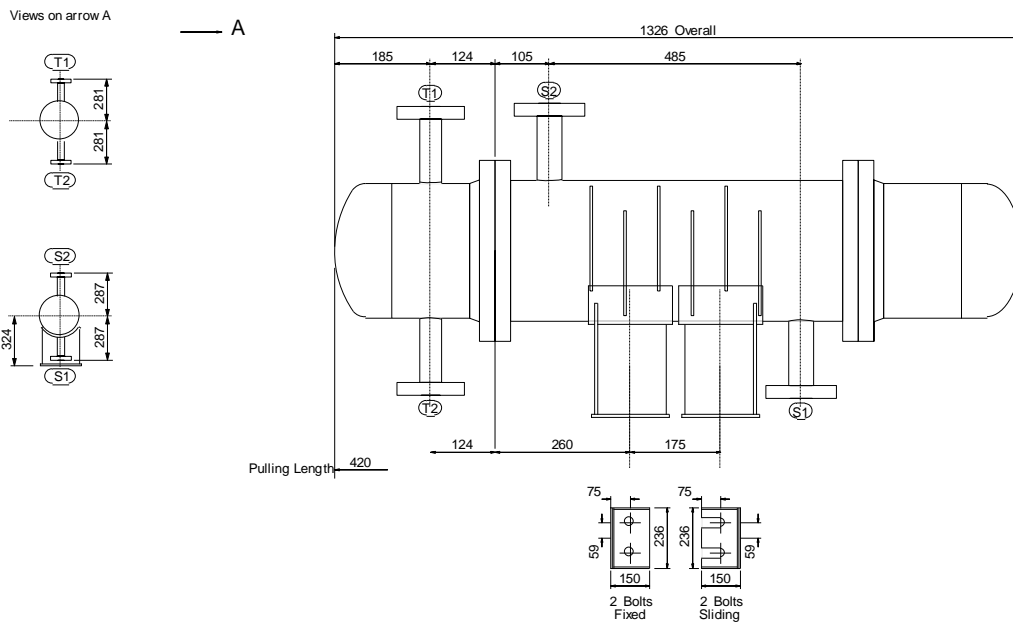 Views on arrow A
A
1326 Overall
185
124
105
485
T1
281
281
T2
T1
S2
S2
287
287
324
S1
T2
S1
124
260
175
Pulling Length
420
75
75
59
236
236
59
150
150
2 Bolts
Fixed
2 Bolts
Sliding